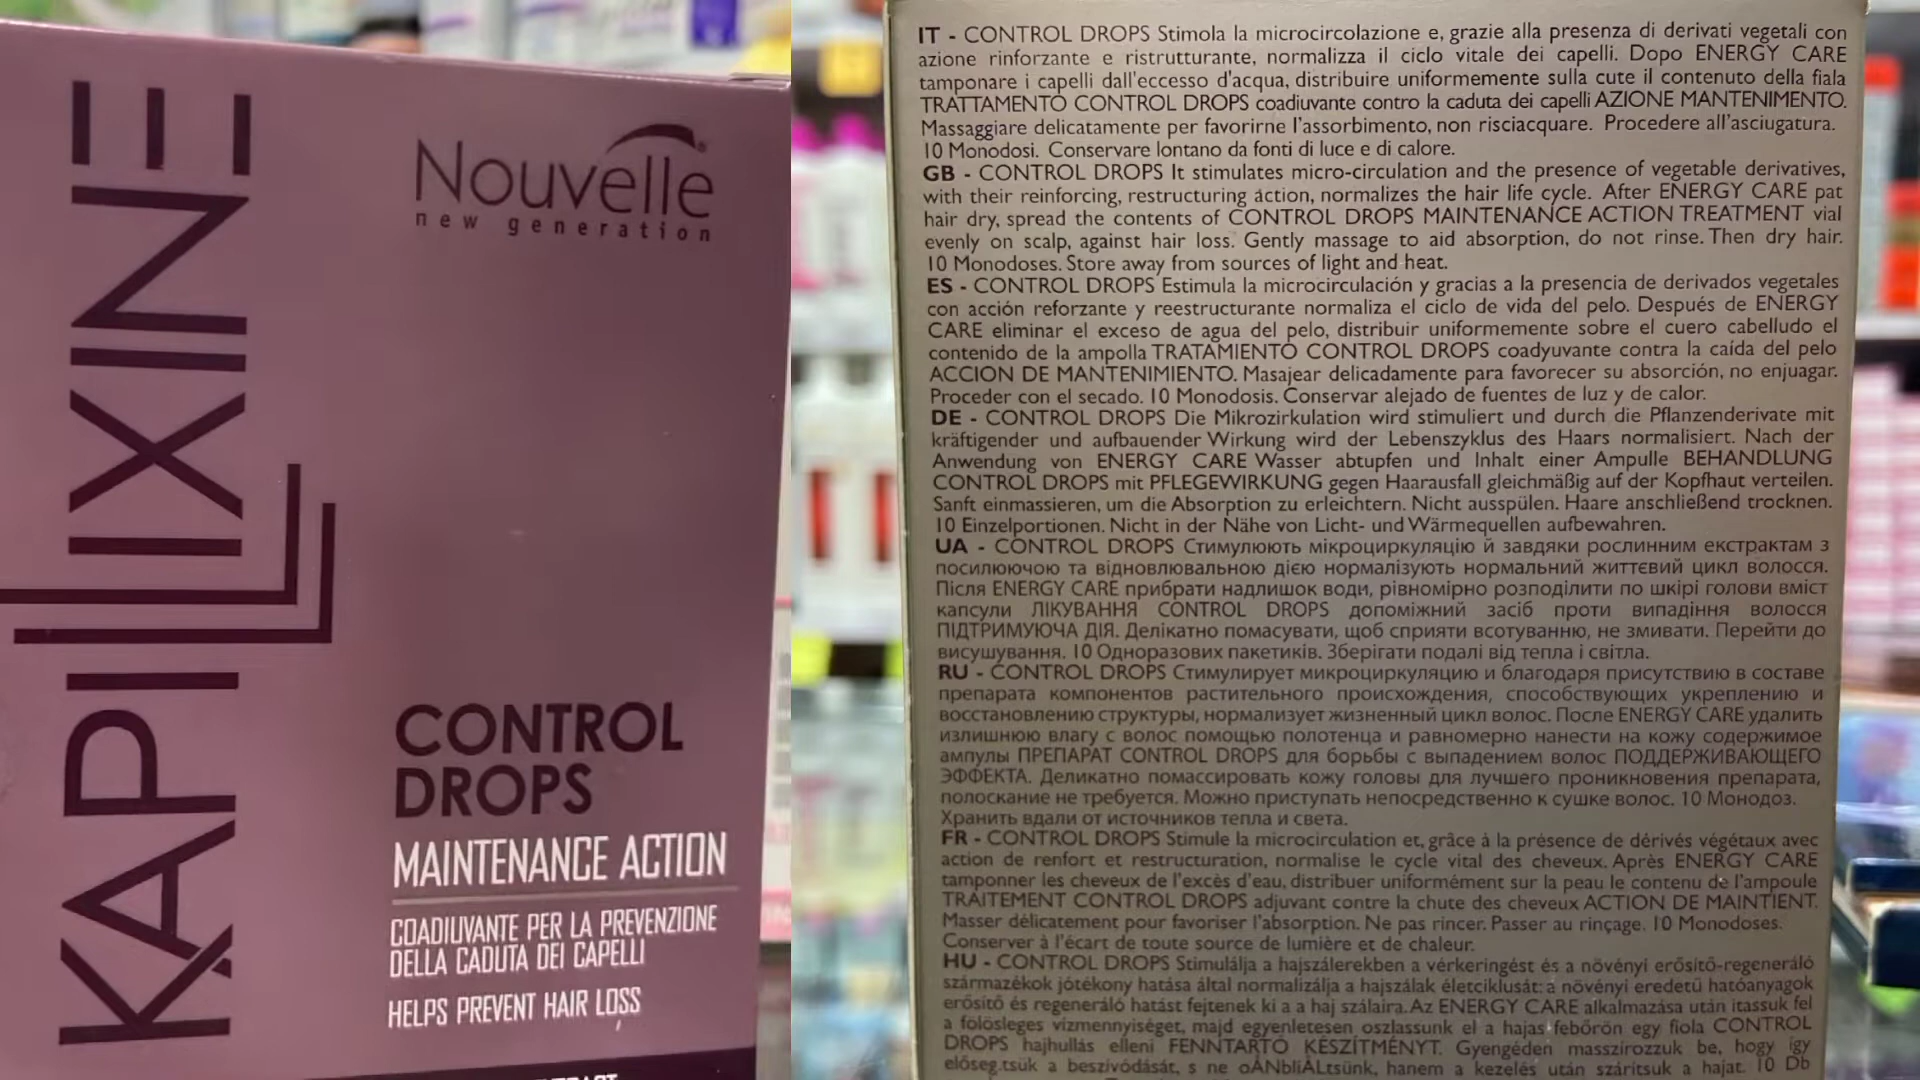 KAPILLIXINE
Nouvelle®
new generation
CONTROL
DROPS
MAINTENANCE ACTION
COADIUVANTE PER LA PREVENZIONE
DELLA CADUTA DEI CAPELLI
HELPS PREVENT HAIR LOSS
IT - CONTROL DROPS Stimola la microcircolazione e, grazie alla presenza di derivati vegetali con
azione rinforzante e ristrutturante, normalizza il ciclo vitale dei capelli. Dopo ENERGY CARE
tamponare i capelli dall'eccesso d'acqua, distribuire uniformemente sulla cute il contenuto della fiala
TRATTAMENTO CONTROL DROPS coadiuvante contro la caduta dei capelli AZIONE MANTENIMENTO.
Massaggiare delicatamente per favorirne l'assorbimento, non risciacquare. Procedere all'asciugatura.
10 Monodosi. Conservare lontano da fonti di luce e di calore.
GB - CONTROL DROPS It stimulates micro-circulation and the presence of vegetable derivatives,
with their reinforcing, restructuring action, normalizes the hair life cycle. After ENERGY CARE pat
hair dry, spread the contents of CONTROL DROPS MAINTENANCE ACTION TREATMENT vial
evenly on scalp, against hair loss. Gently massage to aid absorption, do not rinse. Then dry hair.
10 Monodoses. Store away from sources of light and heat.
ES - CONTROL DROPS Estimula la microcirculación y gracias a la presencia de derivados vegetales
con acción reforzante y reestructurante normaliza el ciclo de vida del pelo. Después de ENERGY
CARE eliminar el exceso de agua del pelo, distribuir uniformemente sobre el cuero cabelludo el
contenido de la ampolla TRATAMIENTO CONTROL DROPS coadyuvante contra la caída del pelo
ACCION DE MANTENIMIENTO. Masajear delicadamente para favorecer su absorción, no enjuagar.
Proceder con el secado. 10 Monodosis. Conservar alejado de fuentes de luz y de calor.
DE - CONTROL DROPS Die Mikrozirkulation wird stimuliert und durch die Pflanzenderivate mit
kräftigender und aufbauender Wirkung wird der Lebenszyklus des Haars normalisiert. Nach der
Anwendung von ENERGY CARE Wasser abtupfen und Inhalt einer Ampulle BEHANDLUNG
CONTROL DROPS mit PFLEGEWIRKUNG gegen Haarausfall gleichmäßig auf der Kopfhaut verteilen.
Sanft einmassieren, um die Absorption zu erleichtern. Nicht ausspülen. Haare anschließend trocknen.
10 Einzelportionen. Nicht in der Nähe von Licht- und Wärmequellen aufbewahren.
UA - CONTROL DROPS Стимулюють мікроциркуляцію й завдяки рослинним екстрактам з
посилюючою та відновлювальною дією нормалізують нормальний життєвий цикл волосся.
Після ENERGY CARE прибрати надлишок води, рівномірно розподілити по шкірі голови вміст
капсули ЛІКУВАННЯ CONTROL DROPS допоміжний засіб проти випадіння волосся
ПІДТРИМУЮЧА ДІЯ. Делікатно помасувати, щоб сприяти всотуванню, не змивати. Перейти до
висушування. 10 Одноразових пакетиків. Зберігати подалі від тепла і світла.
RU - CONTROL DROPS Стимулирует микроциркуляцию и благодаря присутствию в составе
препарата компонентов растительного происхождения, способствующих укреплению и
восстановлению структуры, нормализует жизненный цикл волос. После ENERGY CARE удалить
излишнюю влагу с волос помощью полотенца и равномерно нанести на кожу содержимое
ампулы ПРЕПАРАТ CONTROL DROPS для борьбы с выпадением волос ПОДДЕРЖИВАЮЩЕГО
ЭФФЕКТА. Деликатно помассировать кожу головы для лучшего проникновения препарата,
полоскание не требуется. Можно приступать непосредственно к сушке волос. 10 Монодоз.
Хранить вдали от источников тепла и света.
FR - CONTROL DROPS Stimule la microcirculation et, grâce à la présence de dérivés végétaux avec
action de renfort et restructuration, normalise le cycle vital des cheveux. Après ENERGY CARE
tamponner les cheveux de l'excès d'eau, distribuer uniformément sur la peau le contenu de l'ampoule
TRAITEMENT CONTROL DROPS adjuvant contre la chute des cheveux ACTION DE MAINTIENT.
Masser délicatement pour favoriser l'absorption. Ne pas rincer. Passer au rinçage. 10 Monodoses.
Conserver à l'écart de toute source de lumière et de chaleur.
HU - CONTROL DROPS Stimulálja a hajszálerekben a vérkeringést és a növényi erősítő-regeneráló
származékok jótékony hatása által normalizálja a hajszálak életciklusát: a növényi eredetű hatóanyagok
erősítő és regeneráló hatást fejtenek ki a a haj szálaira. Az ENERGY CARE alkalmazása után itassuk fel
a fölösleges vízmennyiséget, majd egyenletesen oszlassunk el a hajas febőrön egy fiola CONTROL
DROPS hajhullás elleni FENNTARTÓ KÉSZÍTMÉNYT. Gyengéden masszírozzuk be, hogy így
elősegítsük a beszívódását, s ne oÀNbliÀLtsünk, hanem a kezelés után szárítsuk a hajat. 10 Db